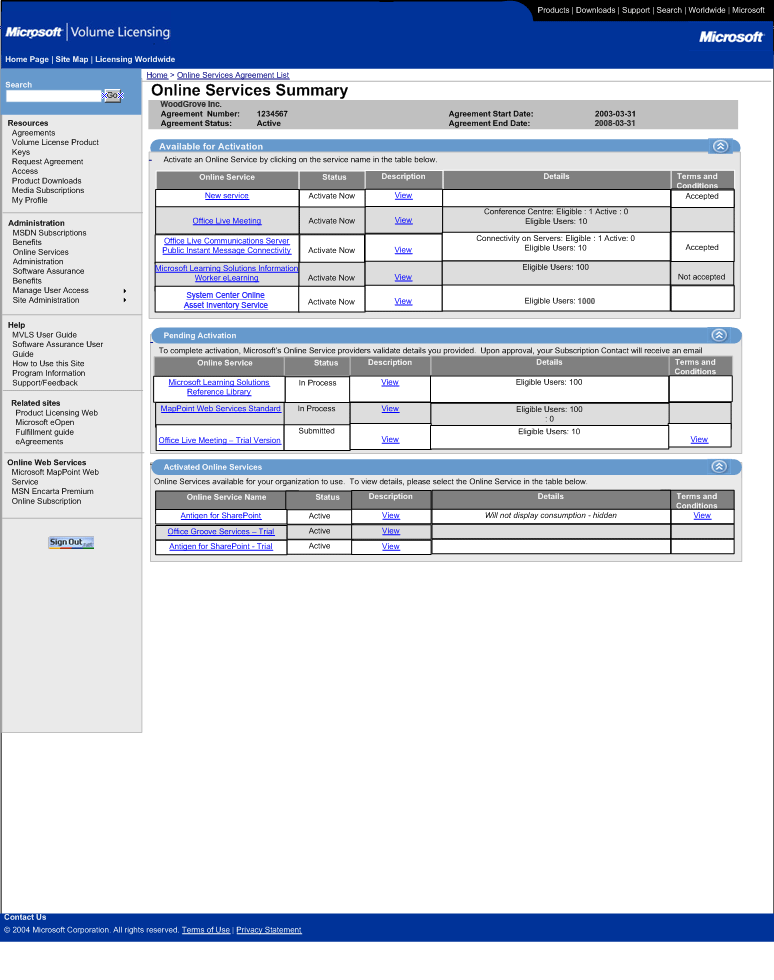 Products | Downloads | Support | Search | Worldwide | Microsoft
Microsoft | Volume Licensing
Microsoft
Home Page | Site Map | Licensing Worldwide
Home > Online Services Agreement List
Search
Go
Online Services Summary
WoodGrove Inc.
Agreement Number: 1234567 Agreement Start Date: 2003-03-31
Agreement Status: Active Agreement End Date: 2008-03-31
Resources
Agreements
Volume License Product
Keys
Request Agreement
Access
Product Downloads
Media Subscriptions
My Profile
Administration
MSDN Subscriptions
Benefits
Online Services
Administration
Software Assurance
Benefits
Manage User Access
Site Administration
Help
MVLS User Guide
Software Assurance User
Guide
How to Use this Site
Program Information
Support/Feedback
Related sites
Product Licensing Web
Microsoft eOpen
Fulfillment guide
eAgreements
Online Web Services
Microsoft MapPoint Web
Service
MSN Encarta Premium
Online Subscription
Sign Out
Available for Activation
Activate an Online Service by clicking on the service name in the table below.
Online Service Status Description Details Terms and
Conditions
New service Activate Now View Accepted
Conference Centre: Eligible : 1 Active : 0
Office Live Meeting Activate Now View Eligible Users: 10
Office Live Communications Server Connectivity on Servers: Eligible : 1 Active: 0
Public Instant Message Connectivity Activate Now View Eligible Users: 10 Accepted
Microsoft Learning Solutions Information Eligible Users: 100
Worker eLearning Activate Now View Not accepted
System Center Online
Asset Inventory Service Activate Now View Eligible Users: 1000
Pending Activation
To complete activation, Microsoft's Online Service providers validate details you provided. Upon approval, your Subscription Contact will receive an email
Online Service Status Description Details Terms and
Conditions
Microsoft Learning Solutions In Process View Eligible Users: 100
Reference Library
MapPoint Web Services Standard In Process View Eligible Users: 100
: 0
Submitted Eligible Users: 10
Office Live Meeting – Trial Version View View
Activated Online Services
Online Services available for your organization to use. To view details, please select the Online Service in the table below.
Online Service Name Status Description Details Terms and
Conditions
Antigen for SharePoint Active View Will not display consumption - hidden View
Office Groove Services – Trial Active View
Antigen for SharePoint - Trial Active View
Contact Us
© 2004 Microsoft Corporation. All rights reserved. Terms of Use | Privacy Statement